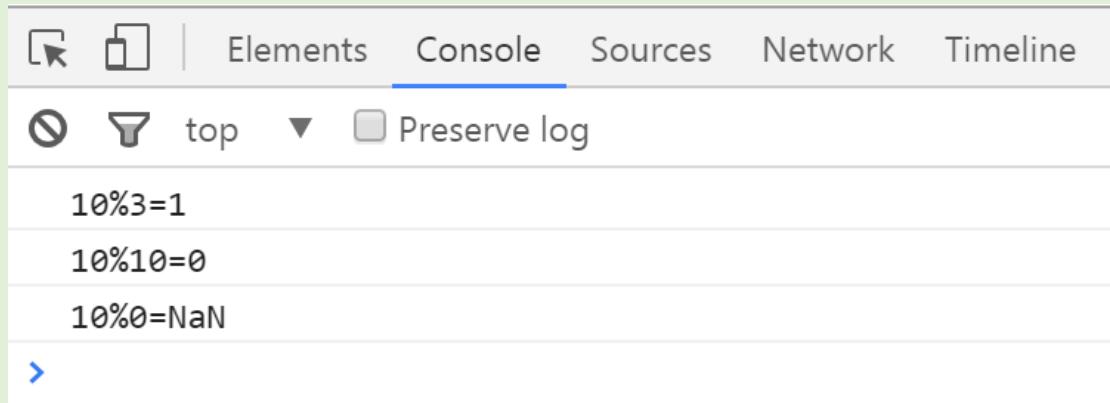 Elements Console Sources Network Timeline
top Preserve log
10%3=1
10%10=0
10%0=NaN